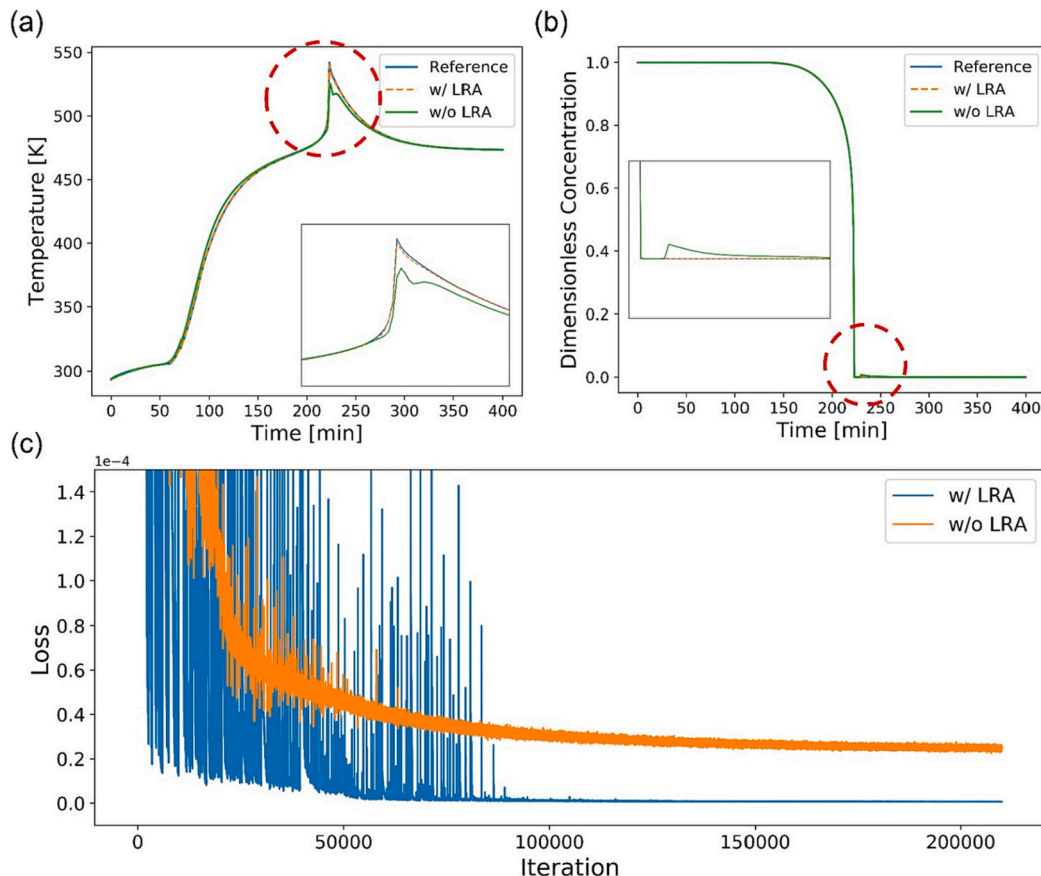 (a)
550
500
450
400
350
300
Temperature [K]
Reference
w/ LRA
w/o LRA
0 50 100 150 200 250 300 350 400
Time [min]
(b)
1.0
0.8
0.6
0.4
0.2
0.0
Dimensionless Concentration
Reference
w/ LRA
w/o LRA
0 50 100 150 200 250 300 350 400
Time [min]
(c)
1e−4
1.4
1.2
1.0
0.8
0.6
0.4
0.2
0.0
Loss
w/ LRA
w/o LRA
0 50000 100000 150000 200000
Iteration